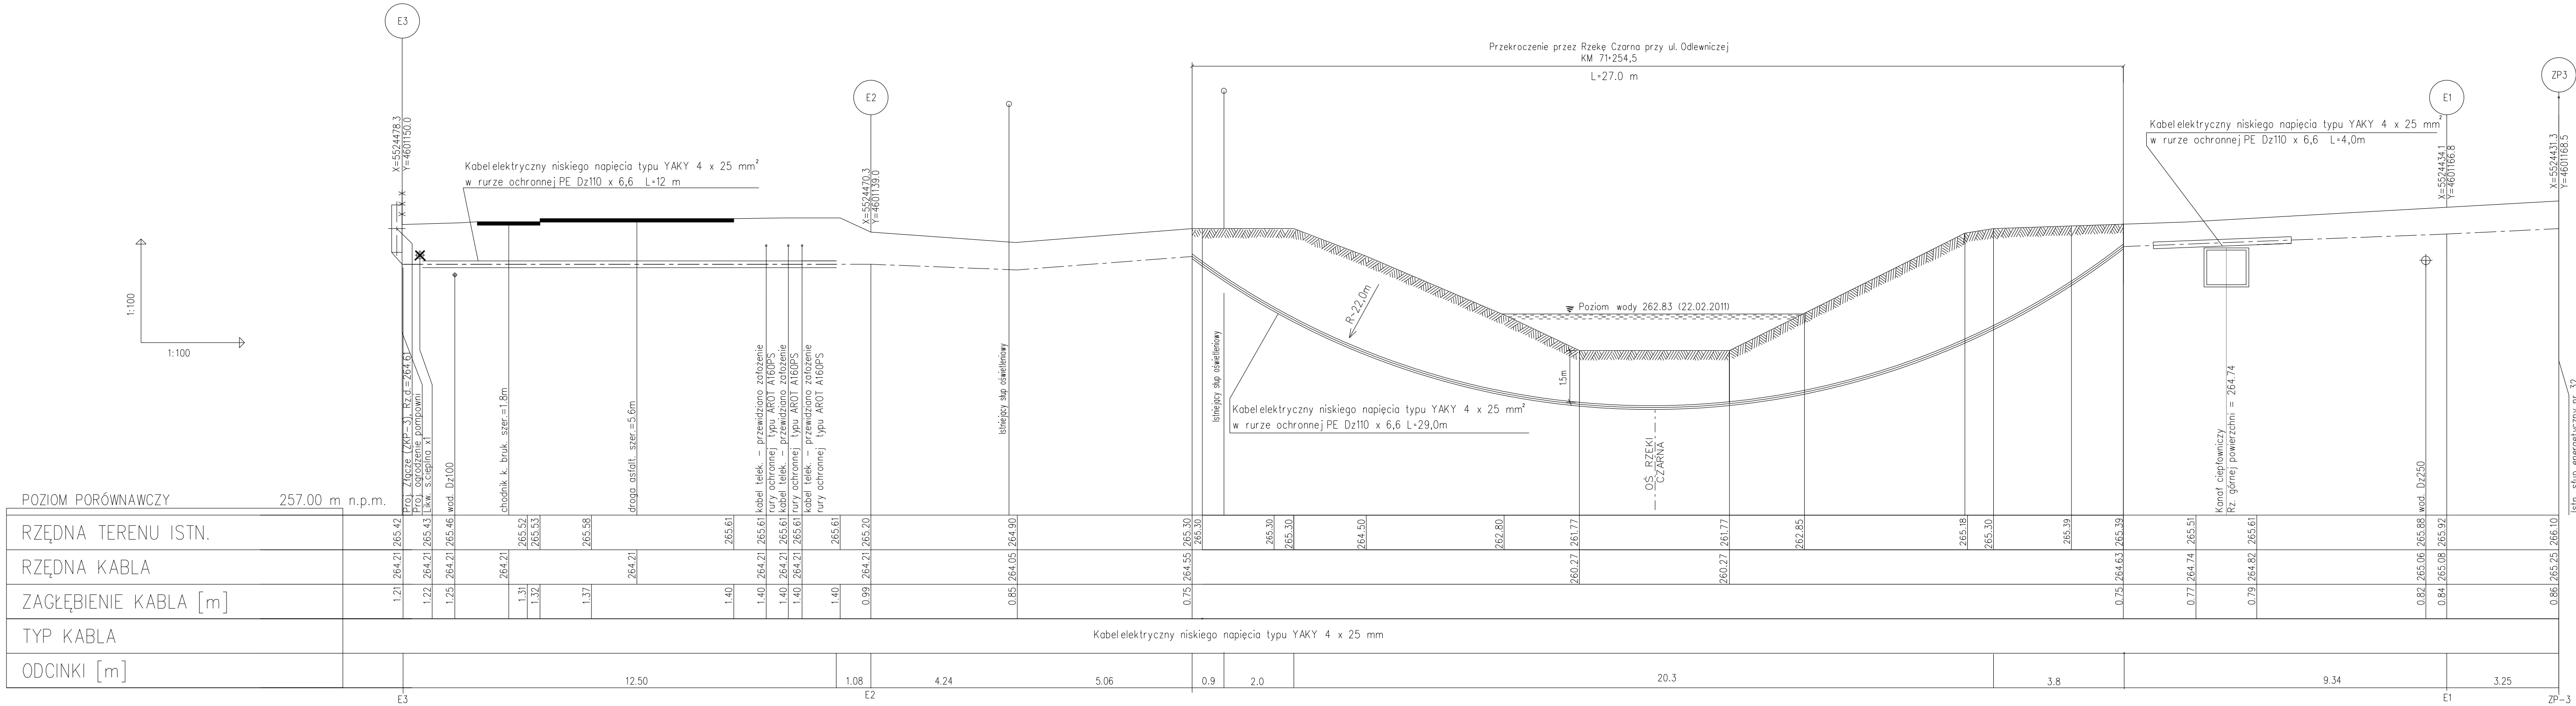 E3
E2
Przekroczenie przez Rzekę Czarna przy ul. Odlewniczej
KM 71+254,5
L=27.0 m
E1
ZP3
X=5524478.3
Y=4601150.0
X=5524470.3
Y=4601139.0
X=5524434.1
Y=4601166.8
X=5524431.3
Y=4601168.5
Kabel elektryczny niskiego napięcia typu YAKY 4 x 25 mm²
w rurze ochronnej PE Dz110 x 6,6 L=12 m
Kabel elektryczny niskiego napięcia typu YAKY 4 x 25 mm²
w rurze ochronnej PE Dz110 x 6,6 L=4,0m
x x x
1:100
1:100
R~22,0m
Poziom wody 262.83 (22.02.2011)
1.5m
Kabel elektryczny niskiego napięcia typu YAKY 4 x 25 mm²
w rurze ochronnej PE Dz110 x 6,6 L=29,0m
OŚ RZEKI
CZARNA
Proj. Złącze (ZKP-3), Rz.d.=264.61
Proj. ogrodzenie pompowni
Likw. s.cieplna x1
wod. Dz100
chodnik k. bruk. szer.=1.8m
droga asfalt. szer.=5.6m
kabel telek. – przewidziano założenie
rury ochronnej typu AROT A160PS
kabel telek. – przewidziano założenie
rury ochronnej typu AROT A160PS
kabel telek. – przewidziano założenie
rury ochronnej typu AROT A160PS
Istniejący słup oświetleniowy
Istniejący słup oświetleniowy
Kanał ciepłowniczy
Rz. górnej powierzchni = 264.74
wod. Dz250
Istn. słup energetyczny nr 32
POZIOM PORÓWNAWCZY 257.00 m n.p.m.
RZĘDNA TERENU ISTN. 265.42 265.43 265.46 265.52 265.53 265.58 265.61 265.61 265.61 265.61 265.61 265.20 264.90 265.30 265.30 265.30 265.30 264.50 262.80 261.77 261.77 262.85 265.18 265.30 265.39 265.39 265.51 265.61 265.88 265.92 266.10
RZĘDNA KABLA 264.21 264.21 264.21 264.21 264.21 264.21 264.21 264.21 264.21 264.05 264.55 260.27 260.27 264.63 264.74 264.82 265.06 265.08 265.25
ZAGŁĘBIENIE KABLA [m] 1.21 1.22 1.25 1.31 1.32 1.37 1.40 1.40 1.40 1.40 1.40 0.99 0.85 0.75 0.75 0.77 0.79 0.82 0.84 0.86
TYP KABLA Kabel elektryczny niskiego napięcia typu YAKY 4 x 25 mm
ODCINKI [m] 12.50 1.08 4.24 5.06 0.9 2.0 20.3 3.8 9.34 3.25
E3 E2 E1 ZP-3